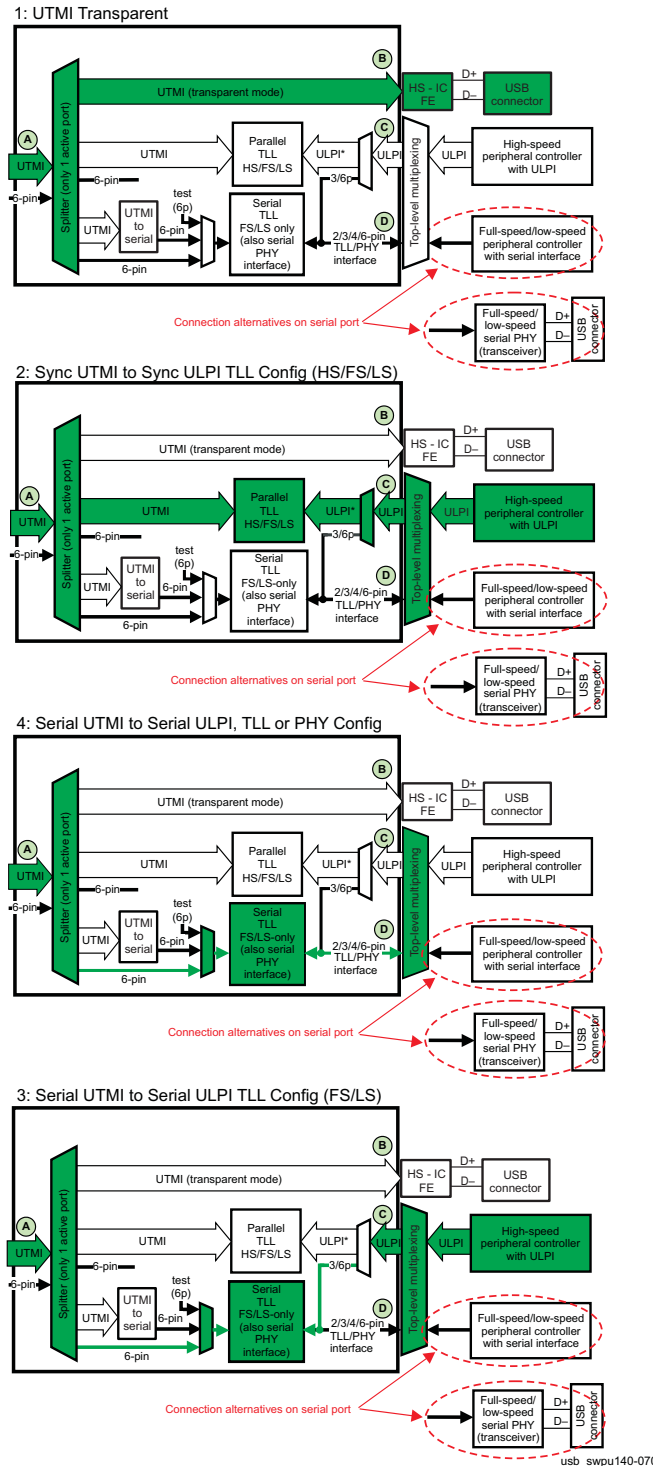 1: UTMI Transparent
B
UTMI (transparent mode)
HS - IC
FE
D+
D–
USB
connector
A
UTMI
6-pin
Splitter (only 1 active port)
UTMI
Parallel
TLL
HS/FS/LS
ULPI*
C
ULPI
ULPI
High-speed
peripheral controller
with ULPI
6-pin
3/6p
Top-level multiplexing
UTMI
UTMI
to
serial
test
(6p)
6-pin
6-pin
Serial
TLL
FS/LS only
(also serial
PHY
interface)
D
2/3/4/6-pin
TLL/PHY
interface
Full-speed/low-speed
peripheral controller
with serial interface
Connection alternatives on serial port
Full-speed/
low-speed
serial PHY
(transceiver)
D+
D–
USB
connector
2: Sync UTMI to Sync ULPI TLL Config (HS/FS/LS)
B
UTMI (transparent mode)
HS - IC
FE
D+
D–
USB
connector
A
UTMI
6-pin
Splitter (only 1 active port)
UTMI
Parallel
TLL
HS/FS/LS
ULPI*
C
ULPI
ULPI
High-speed
peripheral controller
with ULPI
6-pin
3/6p
Top-level multiplexing
UTMI
UTMI
to
serial
test
(6p)
6-pin
6-pin
Serial
TLL
FS/LS-only
(also serial
PHY
interface)
D
2/3/4/6-pin
TLL/PHY
interface
Full-speed/low-speed
peripheral controller
with serial interface
Connection alternatives on serial port
Full-speed/
low-speed
serial PHY
(transceiver)
D+
D–
USB
connector
4: Serial UTMI to Serial ULPI, TLL or PHY Config
B
UTMI (transparent mode)
HS - IC
FE
D+
D–
USB
connector
A
UTMI
6-pin
Splitter (only 1 active port)
UTMI
Parallel
TLL
HS/FS/LS
ULPI*
C
ULPI
ULPI
High-speed
peripheral controller
with ULPI
6-pin
3/6p
Top-level multiplexing
UTMI
UTMI
to
serial
test
(6p)
6-pin
6-pin
Serial
TLL
FS/LS-only
(also serial
PHY
interface)
D
2/3/4/6-pin
TLL/PHY
interface
Full-speed/low-speed
peripheral controller
with serial interface
Connection alternatives on serial port
Full-speed/
low-speed
serial PHY
(transceiver)
D+
D–
USB
connector
3: Serial UTMI to Serial ULPI TLL Config (FS/LS)
B
UTMI (transparent mode)
HS - IC
FE
D+
D–
USB
connector
A
UTMI
6-pin
Splitter (only 1 active port)
UTMI
Parallel
TLL
HS/FS/LS
ULPI*
C
ULPI
ULPI
High-speed
peripheral controller
with ULPI
6-pin
3/6p
Top-level multiplexing
UTMI
UTMI
to
serial
test
(6p)
6-pin
6-pin
Serial
TLL
FS/LS-only
(also serial
PHY
interface)
D
2/3/4/6-pin
TLL/PHY
interface
Full-speed/low-speed
peripheral controller
with serial interface
Connection alternatives on serial port
Full-speed/
low-speed
serial PHY
(transceiver)
D+
D–
USB
connector
usb_swpu140-070